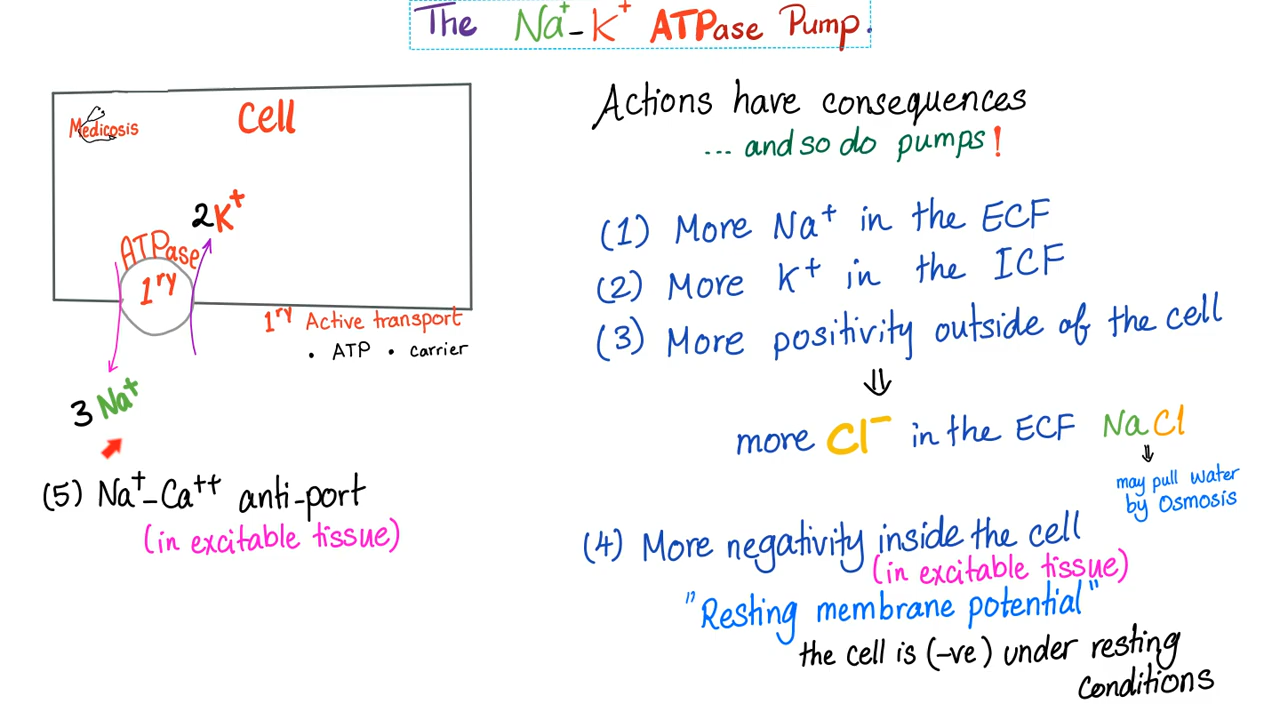 The Na+-K+ ATPase Pump.
Medicosis
Cell
2K+
ATPase
1ry
1ry Active transport
• ATP • carrier
3 Na+
(5) Na+-Ca++ anti-port
(in excitable tissue)
Actions have consequences
... and so do pumps!
(1) More Na+ in the ECF
(2) More K+ in the ICF
(3) More positivity outside of the cell
⇓
more Cl- in the ECF NaCl
⇓
may pull water
by Osmosis
(4) More negativity inside the cell
(in excitable tissue)
"Resting membrane potential"
the cell is (-ve) under resting
conditions